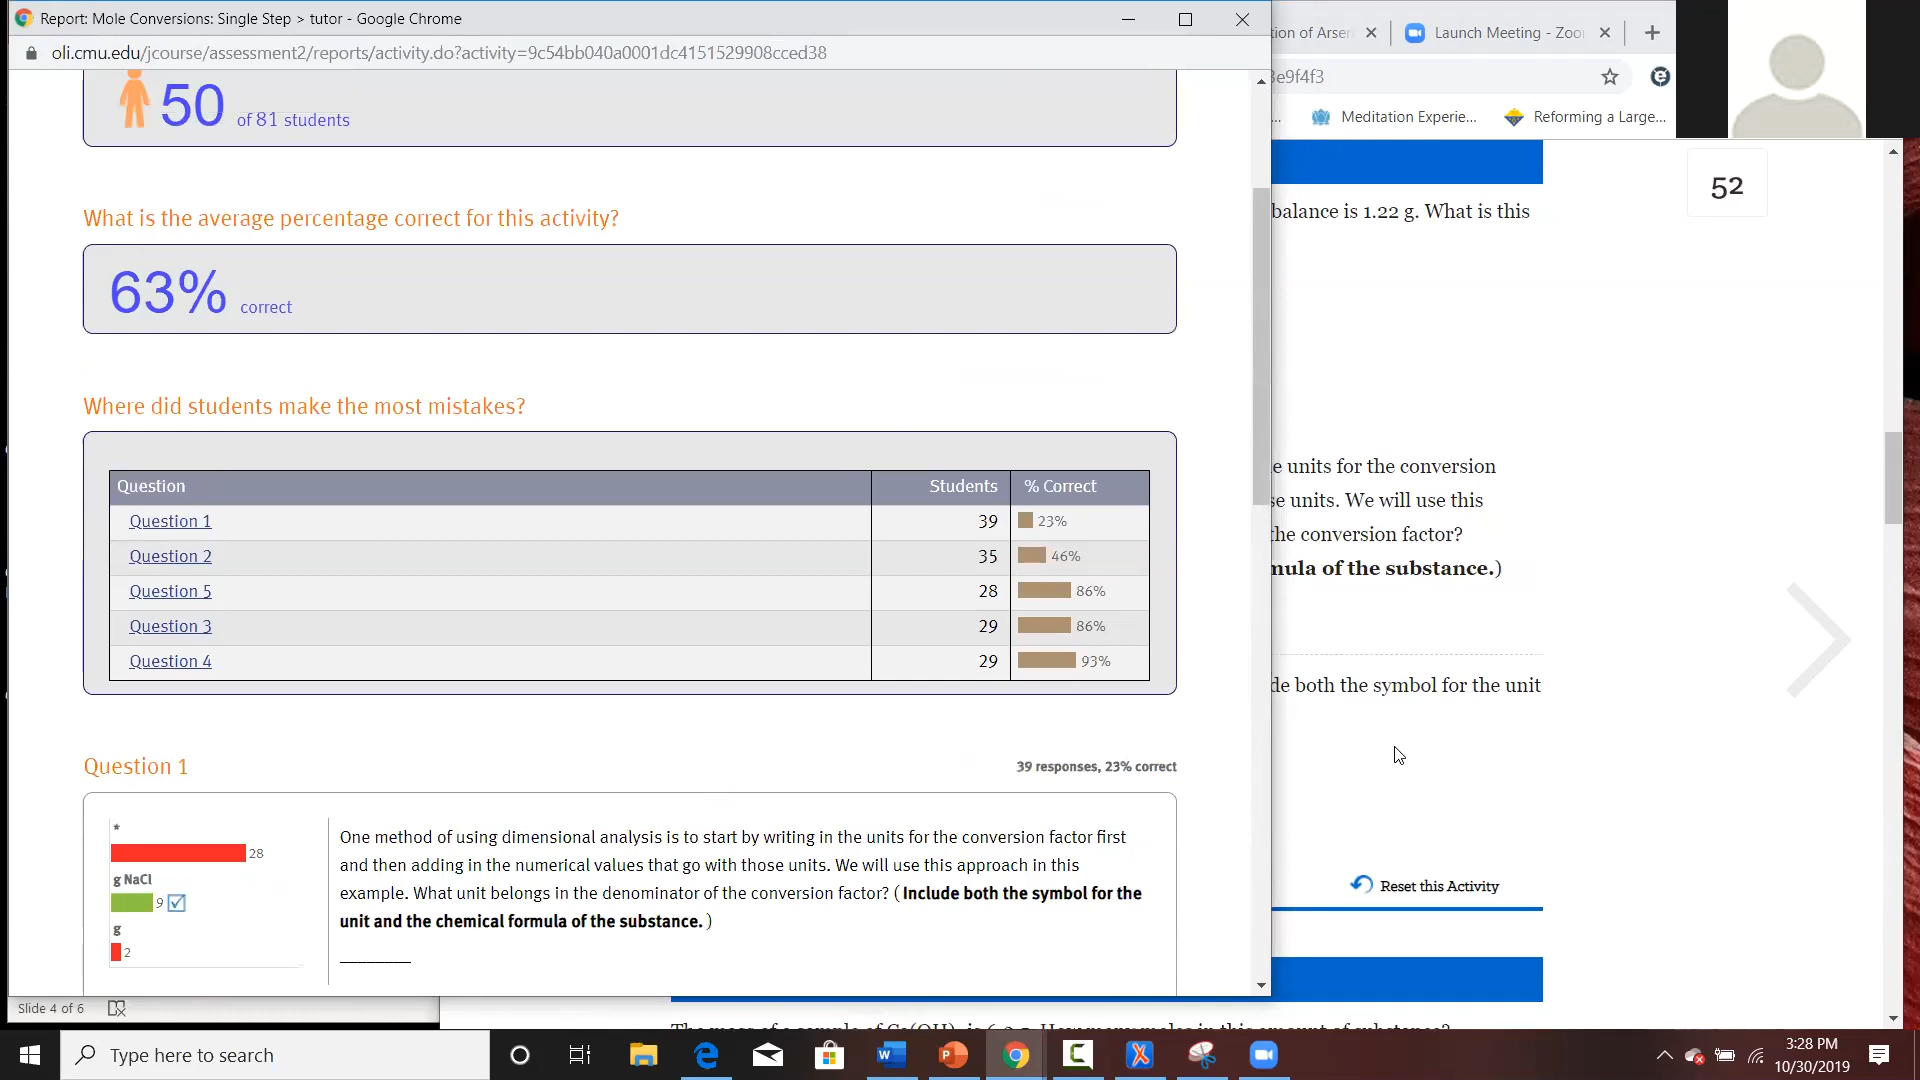 Report: Mole Conversions: Single Step > tutor - Google Chrome
oli.cmu.edu/jcourse/assessment2/reports/activity.do?activity=9c54bb040a0001dc4151529908cced38
50 of 81 students
What is the average percentage correct for this activity?
63% correct
Where did students make the most mistakes?
Question Students % Correct
Question 1 39 23%
Question 2 35 46%
Question 5 28 86%
Question 3 29 86%
Question 4 29 93%
Question 1 39 responses, 23% correct
*
28
g NaCl
9
g
2
One method of using dimensional analysis is to start by writing in the units for the conversion factor first
and then adding in the numerical values that go with those units. We will use this approach in this
example. What unit belongs in the denominator of the conversion factor? (Include both the symbol for the
unit and the chemical formula of the substance.)
________
Slide 4 of 6
tion of Arser
Launch Meeting - Zoo
3e9f4f3
...
Meditation Experie...
Reforming a Large...
52
balance is 1.22 g. What is this
e units for the conversion
se units. We will use this
the conversion factor?
mula of the substance.)
de both the symbol for the unit
Reset this Activity
Type here to search
3:28 PM
10/30/2019